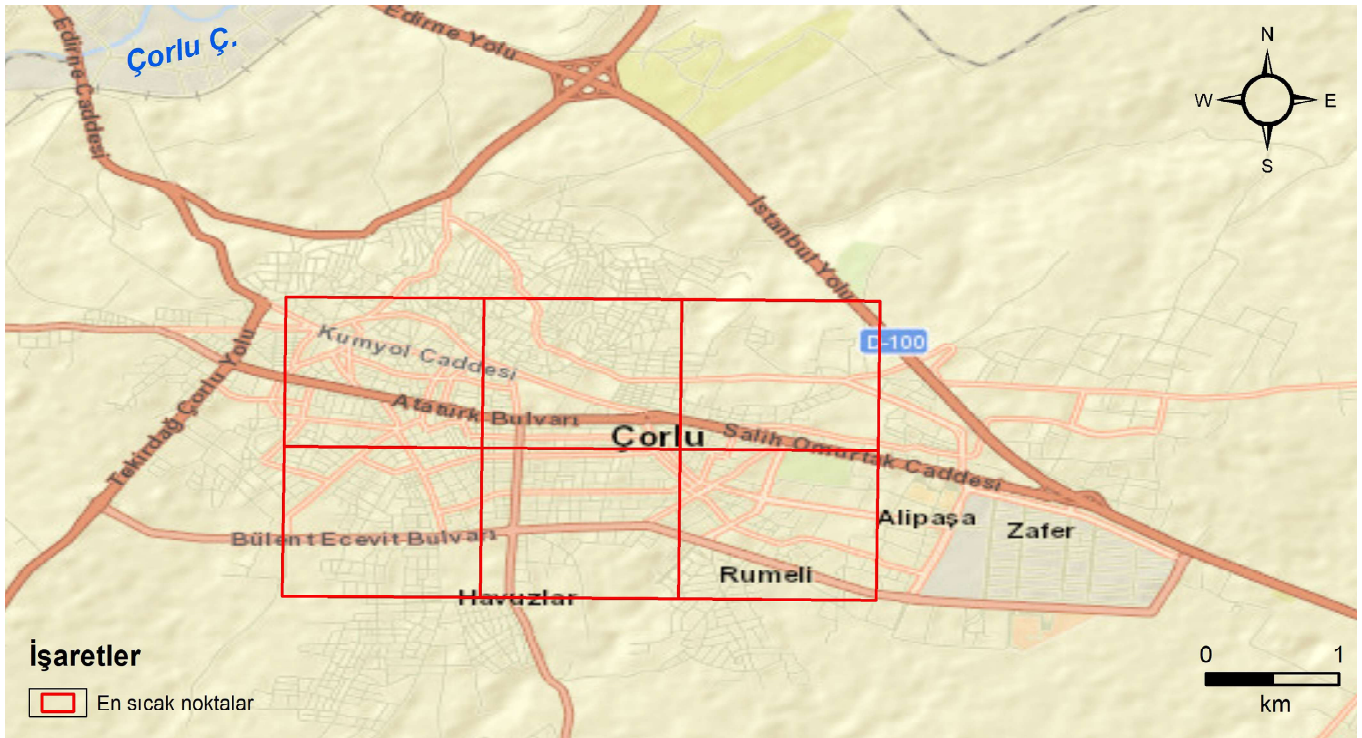 Edirne Yolu
Edirne Caddesi
Çorlu Ç.
N
W
E
S
İstanbul Yolu
D-100
Kumyol Caddesi
Tekirdağ Çorlu Yolu
Atatürk Bulvarı
Çorlu
Salih Omurtak Caddesi
Alipaşa
Zafer
Bülent Ecevit Bulvarı
Rumeli
Havuzlar
İşaretler
En sıcak noktalar
0 1
km